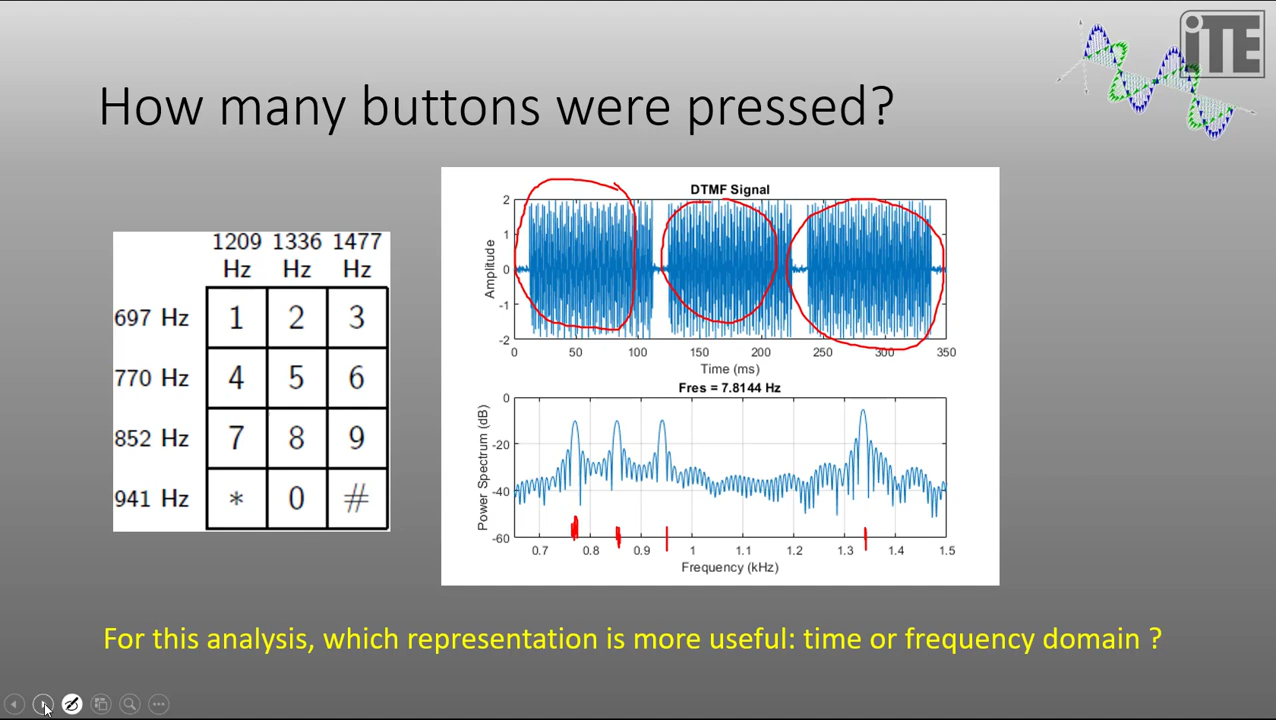 iTE
How many buttons were pressed?
1209 1336 1477
Hz Hz Hz
697 Hz 1 2 3
770 Hz 4 5 6
852 Hz 7 8 9
941 Hz * 0 #
DTMF Signal
Amplitude
2
1
0
-1
-2
0 50 100 150 200 250 300 350
Time (ms)
Fres = 7.8144 Hz
Power Spectrum (dB)
0
-20
-40
-60
0.7 0.8 0.9 1 1.1 1.2 1.3 1.4 1.5
Frequency (kHz)
For this analysis, which representation is more useful: time or frequency domain ?